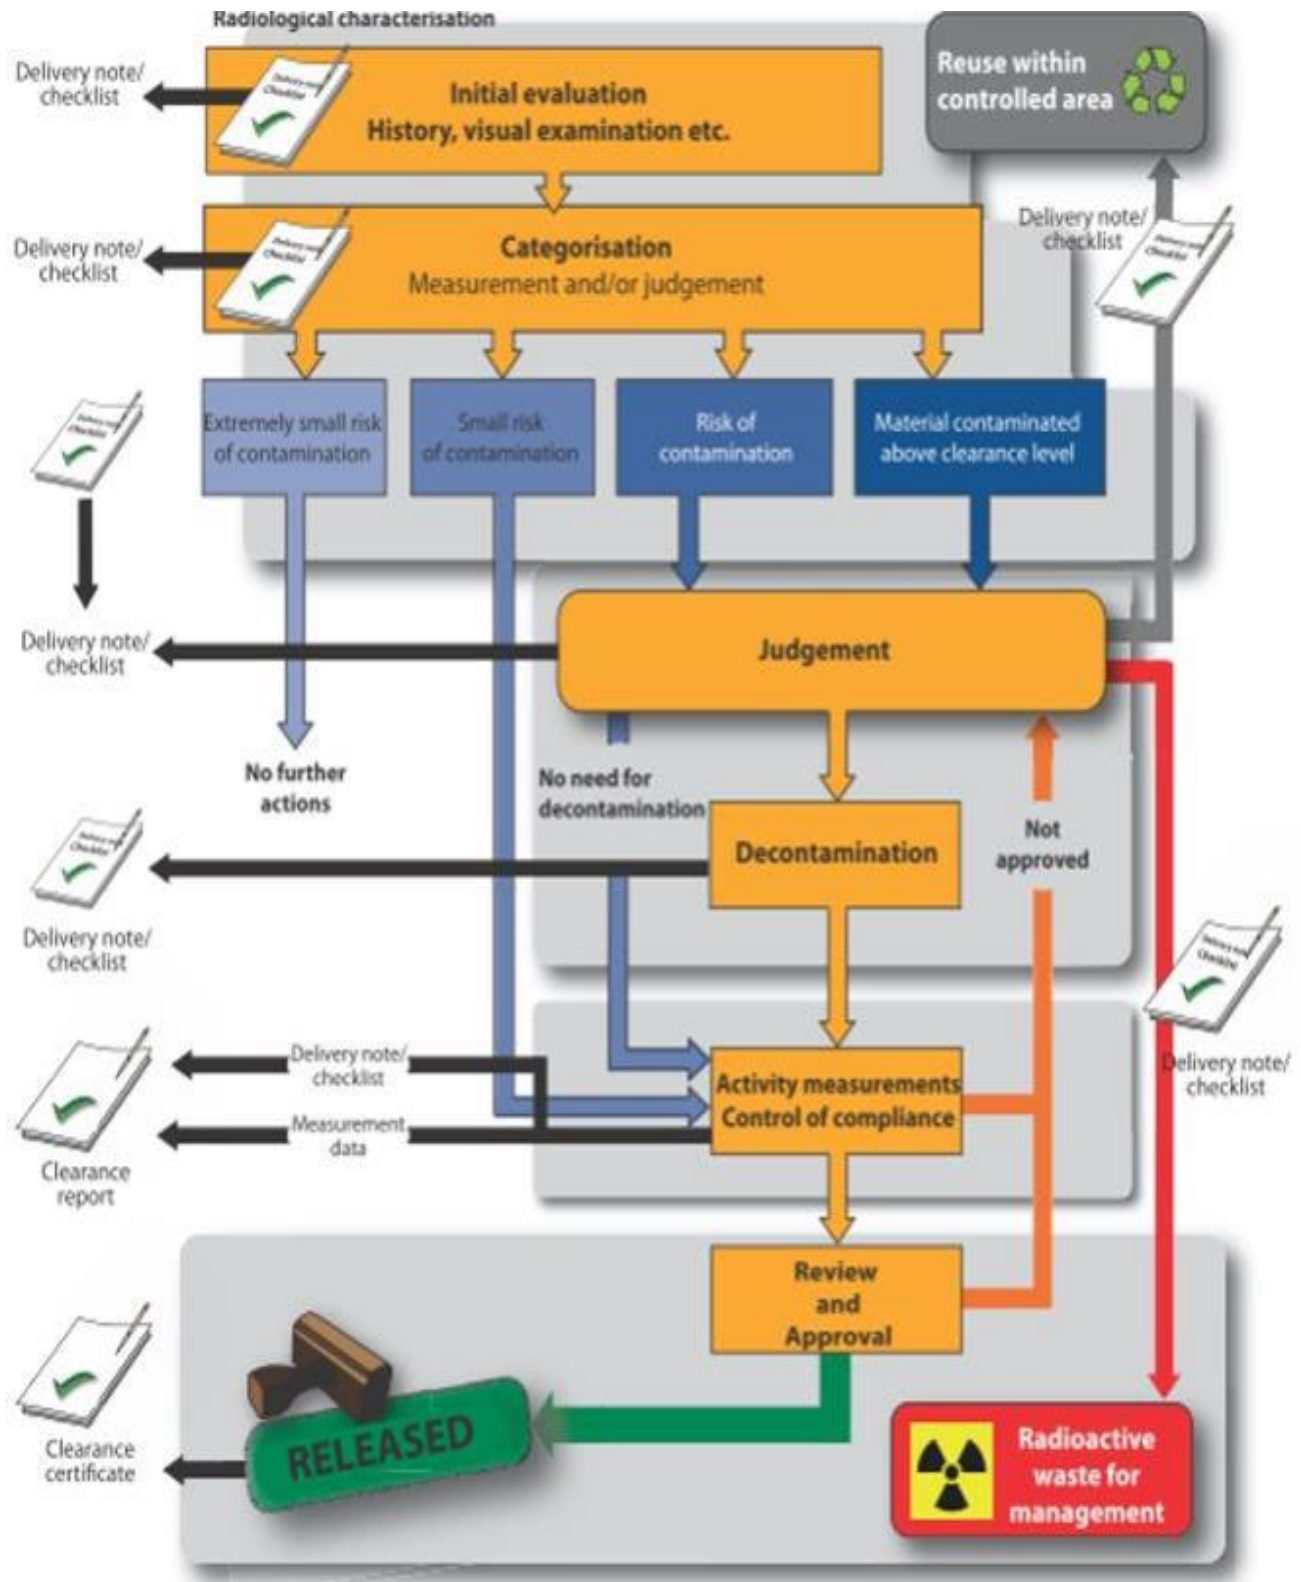 Radiological characterisation
Delivery note/
checklist
Delivery note
Checklist
Initial evaluation
History, visual examination etc.
Reuse within
controlled area
Delivery note/
checklist
Delivery note/
checklist
Categorisation
Measurement and/or judgement
Extremely small risk
of contamination
Small risk
of contamination
Risk of
contamination
Material contaminated
above clearance level
Delivery note/
checklist
Judgement
No further
actions
No need for
decontamination
Decontamination
Not
approved
Delivery note/
checklist
Delivery note/
checklist
Delivery note/
checklist
Measurement
data
Activity measurements
Control of compliance
Clearance
report
Review
and
Approval
RELEASED
Clearance
certificate
Radioactive
waste for
management